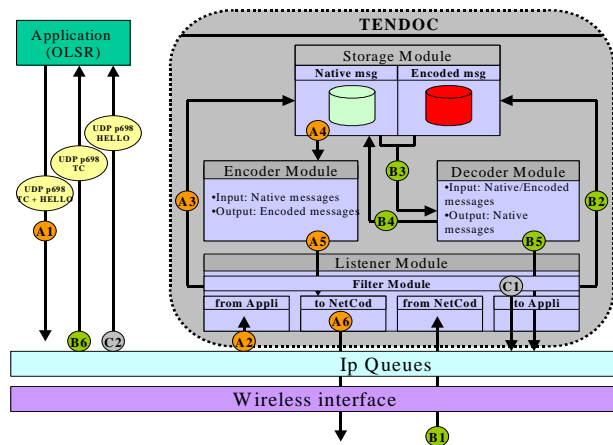 TENDOC
Application
(OLSR)
Storage Module
Native msg
Encoded msg
UDP p698
HELLO
UDP p698
TC
UDP p698
TC + HELLO
A1
A4
A3
B3
B4
B2
Encoder Module
•Input: Native messages
•Output: Encoded messages
Decoder Module
•Input: Native/Encoded
messages
•Output: Native
messages
A5
B5
Listener Module
Filter Module
C1
from Appli
to NetCod
from NetCod
to Appli
A6
A2
B6
C2
Ip Queues
Wireless interface
B1